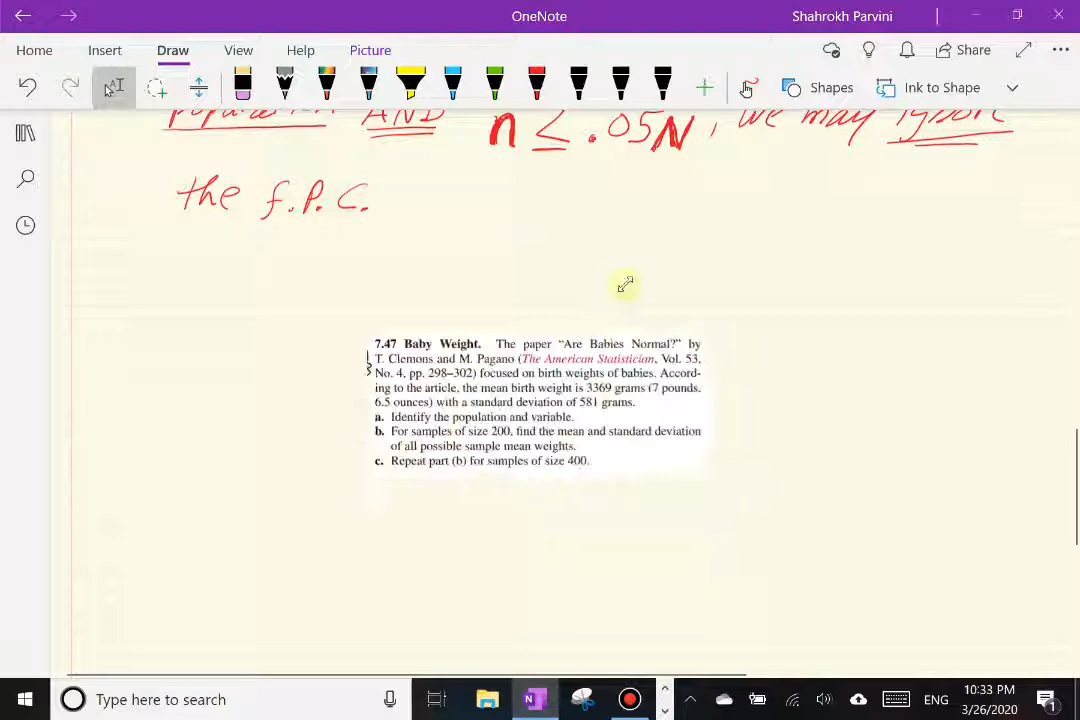 OneNote
Shahrokh Parvini
Home Insert Draw View Help Picture
Share
Shapes
Ink to Shape
population AND n ≤ .05N, we may ignore
the f.P.C.
7.47 Baby Weight. The paper “Are Babies Normal?” by
T. Clemons and M. Pagano (The American Statistician, Vol. 53,
No. 4, pp. 298–302) focused on birth weights of babies. Accord-
ing to the article, the mean birth weight is 3369 grams (7 pounds,
6.5 ounces) with a standard deviation of 581 grams.
a. Identify the population and variable.
b. For samples of size 200, find the mean and standard deviation
of all possible sample mean weights.
c. Repeat part (b) for samples of size 400.
Type here to search
ENG
10:33 PM
3/26/2020
1